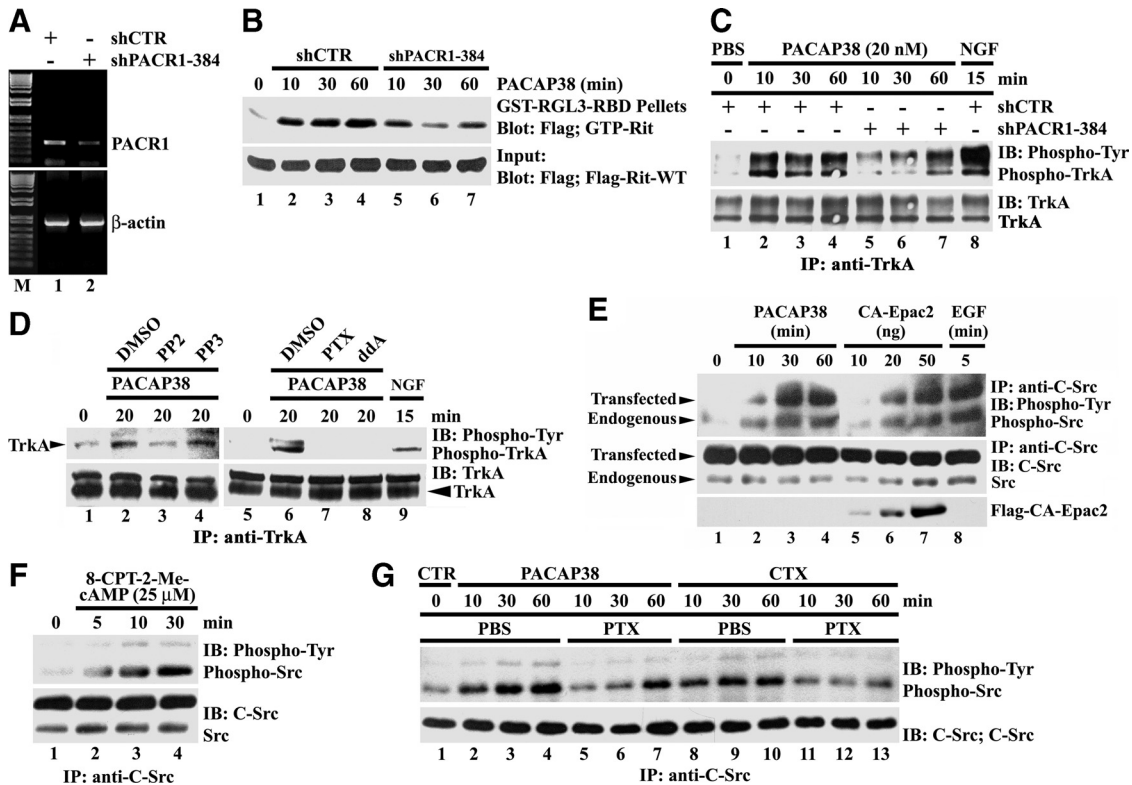 A
+ - shCTR
- + shPACR1-384
PACR1
β-actin
M 1 2
B
shCTR shPACR1-384
0 10 30 60 10 30 60 PACAP38 (min)
GST-RGL3-RBD Pellets
Blot: Flag; GTP-Rit
Input:
Blot: Flag; Flag-Rit-WT
1 2 3 4 5 6 7
C
PBS PACAP38 (20 nM) NGF
0 10 30 60 10 30 60 15 min
+ + + + - - - + shCTR
- - - - + + + - shPACR1-384
IB: Phospho-Tyr
Phospho-TrkA
IB: TrkA
TrkA
1 2 3 4 5 6 7 8
IP: anti-TrkA
D
DMSO PP2 PP3 DMSO PTX ddA
PACAP38 PACAP38 NGF
0 20 20 20 0 20 20 20 15 min
TrkA
IB: Phospho-Tyr
Phospho-TrkA
IB: TrkA
TrkA
1 2 3 4 5 6 7 8 9
IP: anti-TrkA
E
PACAP38 (min) CA-Epac2 (ng) EGF (min)
0 10 30 60 10 20 50 5
Transfected
Endogenous
IP: anti-C-Src
IB: Phospho-Tyr
Phospho-Src
Transfected
Endogenous
IP: anti-C-Src
IB: C-Src
Src
Flag-CA-Epac2
1 2 3 4 5 6 7 8
F
8-CPT-2-Me-
cAMP (25 μM)
0 5 10 30 min
IB: Phospho-Tyr
Phospho-Src
IB: C-Src
Src
1 2 3 4
IP: anti-C-Src
G
CTR PACAP38 CTX
0 10 30 60 10 30 60 10 30 60 10 30 60 min
PBS PTX PBS PTX
IB: Phospho-Tyr
Phospho-Src
IB: C-Src; C-Src
1 2 3 4 5 6 7 8 9 10 11 12 13
IP: anti-C-Src